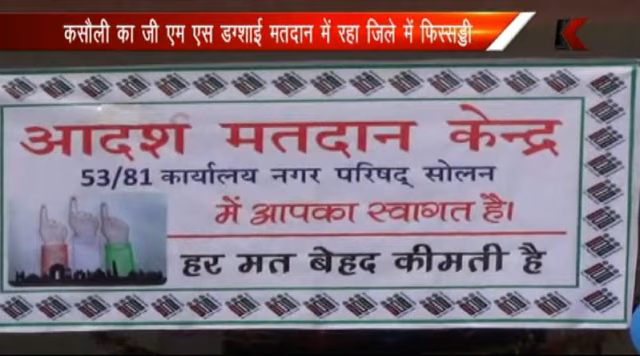 कसौली का जी एम एस डग्शाई मतदान में रहा जिले में फिस्सड्डी
K
आदर्श मतदान केन्द्र
53/81 कार्यालय नगर परिषद् सोलन
में आपका स्वागत है।
हर मत बेहद कीमती है